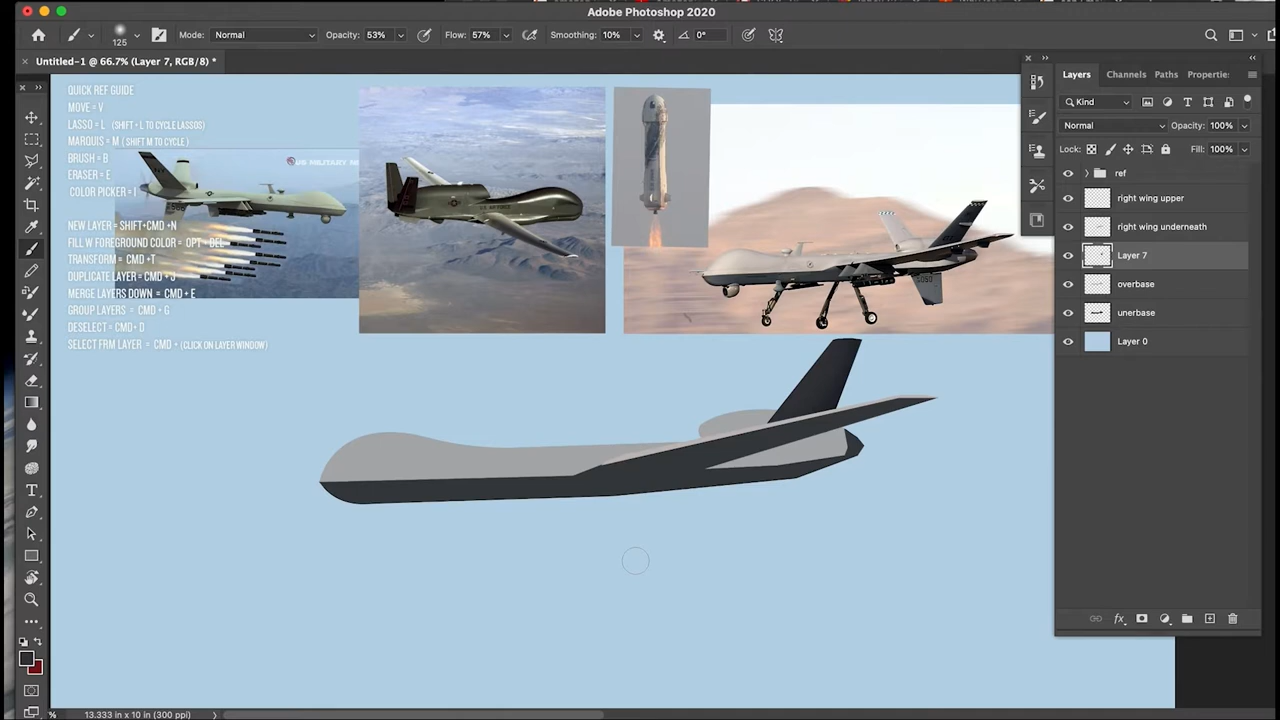 Adobe Photoshop 2020
125
Mode: Normal Opacity: 53% Flow: 57% Smoothing: 10% 0°
Untitled-1 @ 66.7% (Layer 7, RGB/8) *
QUICK REF GUIDE
MOVE = V
LASSO = L (SHIFT + L TO CYCLE LASSOS)
MARQUIS = M ( SHIFT M TO CYCLE )
BRUSH = B
ERASER = E
COLOR PICKER = I
NEW LAYER = SHIFT+CMD +N
FILL W FOREGROUND COLOR = OPT + DEL
TRANSFORM = CMD +T
DUPLICATE LAYER = CMD + J
MERGE LAYERS DOWN = CMD + E
GROUP LAYERS = CMD + G
DESELECT = CMD+ D
SELECT FRM LAYER = CMD + (CLICK ON LAYER WINDOW)
US MILITARY
Layers Channels Paths Propertie:
Kind
Normal Opacity: 100%
Lock: Fill: 100%
ref
right wing upper
right wing underneath
Layer 7
overbase
unerbase
Layer 0
fx
% 13.333 in x 10 in (300 ppi)